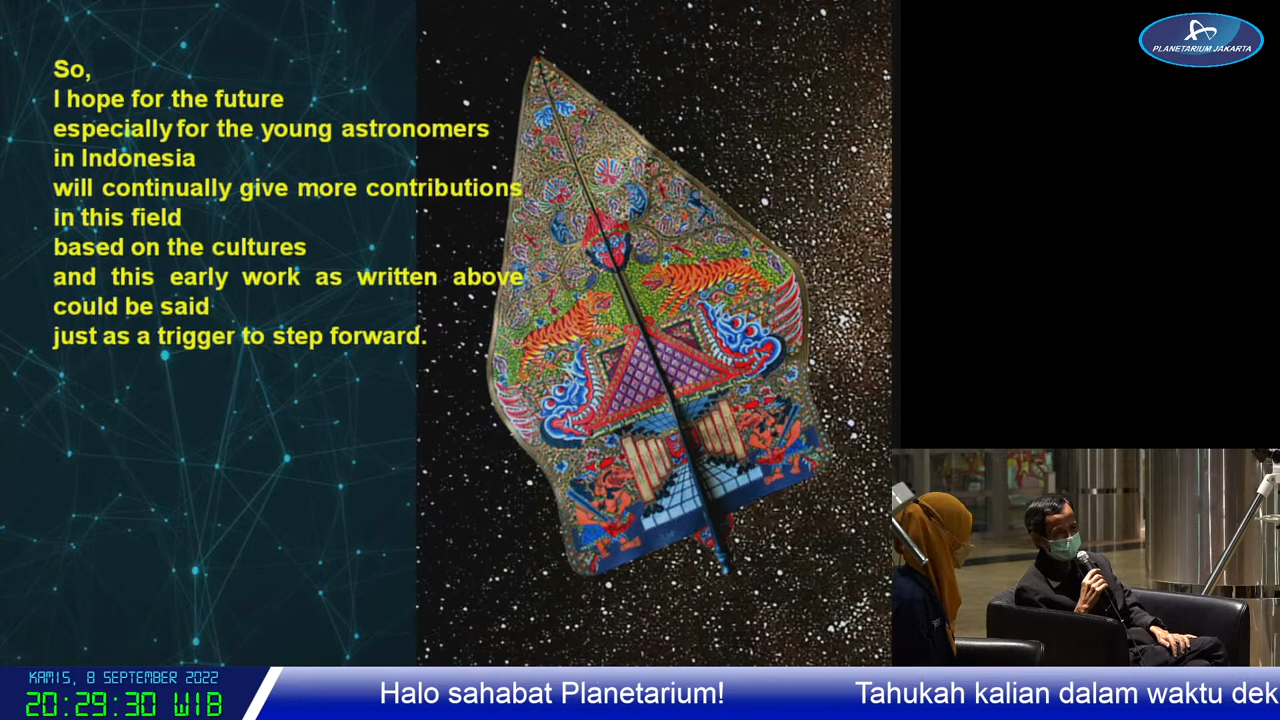 So,
I hope for the future
especially for the young astronomers
in Indonesia
will continually give more contributions
in this field
based on the cultures
and this early work as written above
could be said
just as a trigger to step forward.
PLANETARIUM JAKARTA
KAMIS, 8 SEPTEMBER 2022
20:29:30 WIB
Halo sahabat Planetarium! Tahukah kalian dalam waktu dek